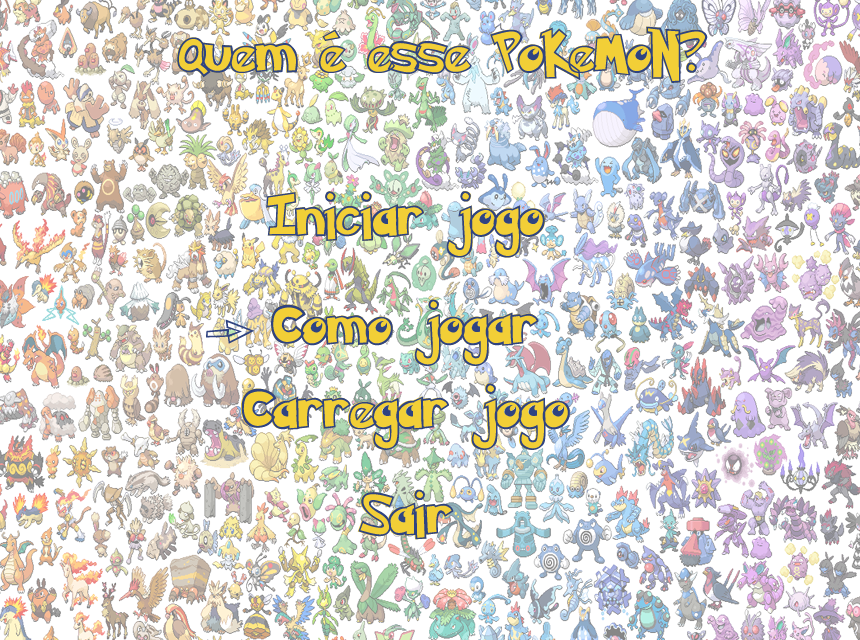 Quem é esse PoKeMoN?
Iniciar jogo
Como jogar
Carregar jogo
Sair